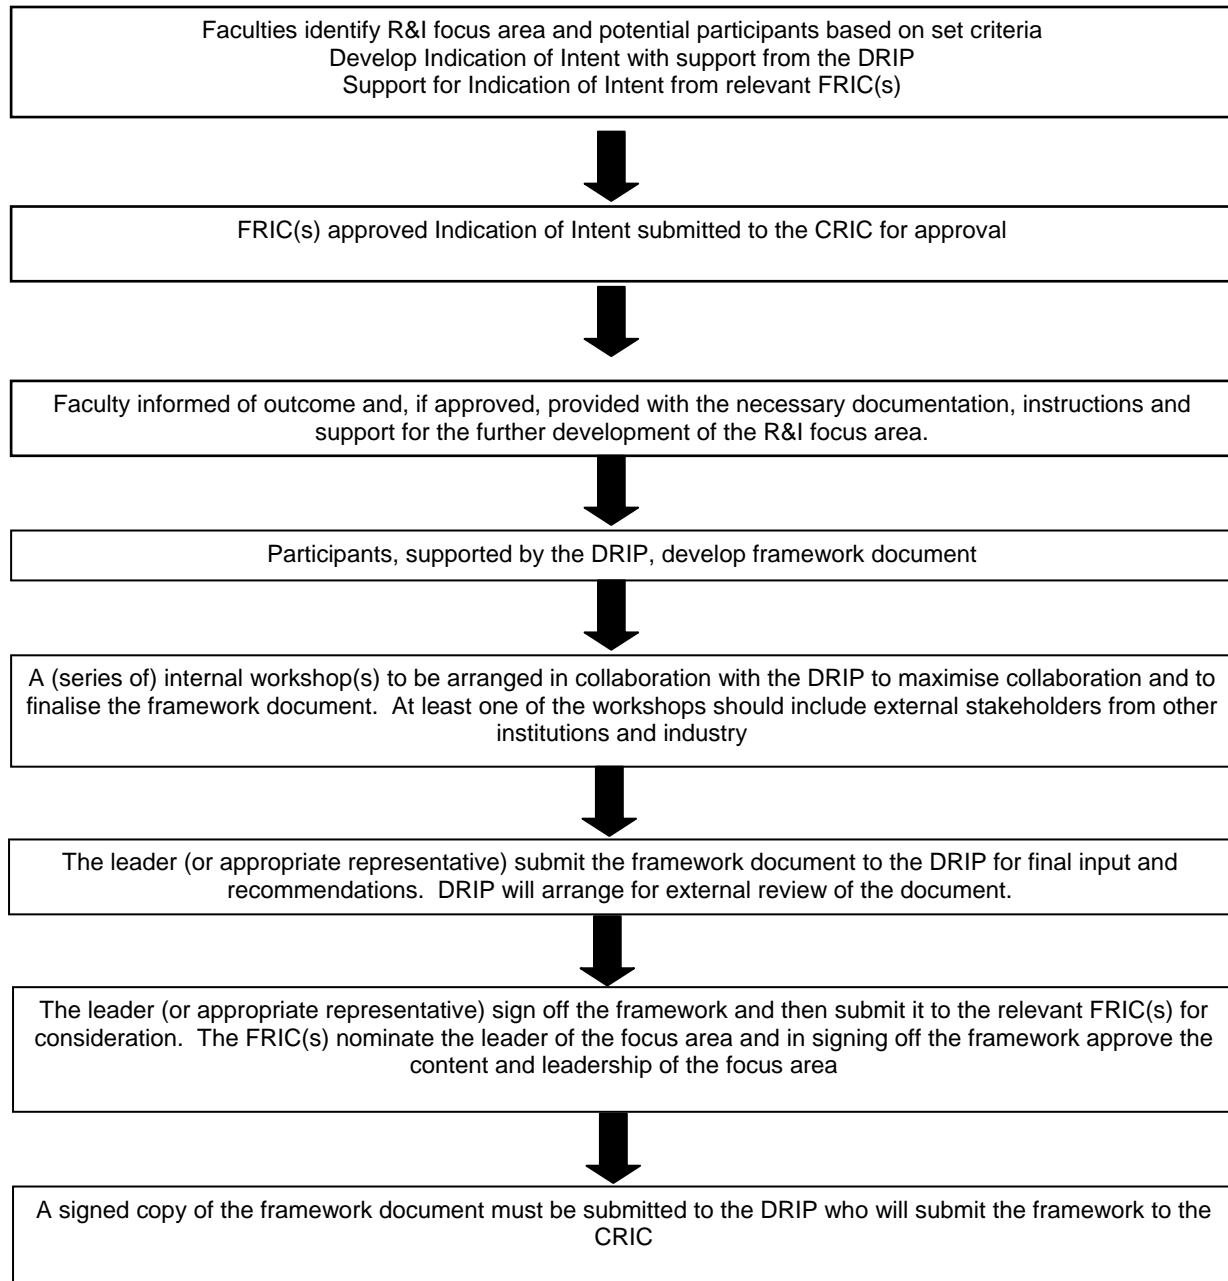 Faculties identify R&I focus area and potential participants based on set criteria
Develop Indication of Intent with support from the DRIP
Support for Indication of Intent from relevant FRIC(s)
FRIC(s) approved Indication of Intent submitted to the CRIC for approval
Faculty informed of outcome and, if approved, provided with the necessary documentation, instructions and
support for the further development of the R&I focus area.
Participants, supported by the DRIP, develop framework document
A (series of) internal workshop(s) to be arranged in collaboration with the DRIP to maximise collaboration and to
finalise the framework document.  At least one of the workshops should include external stakeholders from other
institutions and industry
The leader (or appropriate representative) submit the framework document to the DRIP for final input and
recommendations.  DRIP will arrange for external review of the document.
The leader (or appropriate representative) sign off the framework and then submit it to the relevant FRIC(s) for
consideration.  The FRIC(s) nominate the leader of the focus area and in signing off the framework approve the
content and leadership of the focus area
A signed copy of the framework document must be submitted to the DRIP who will submit the framework to the
CRIC